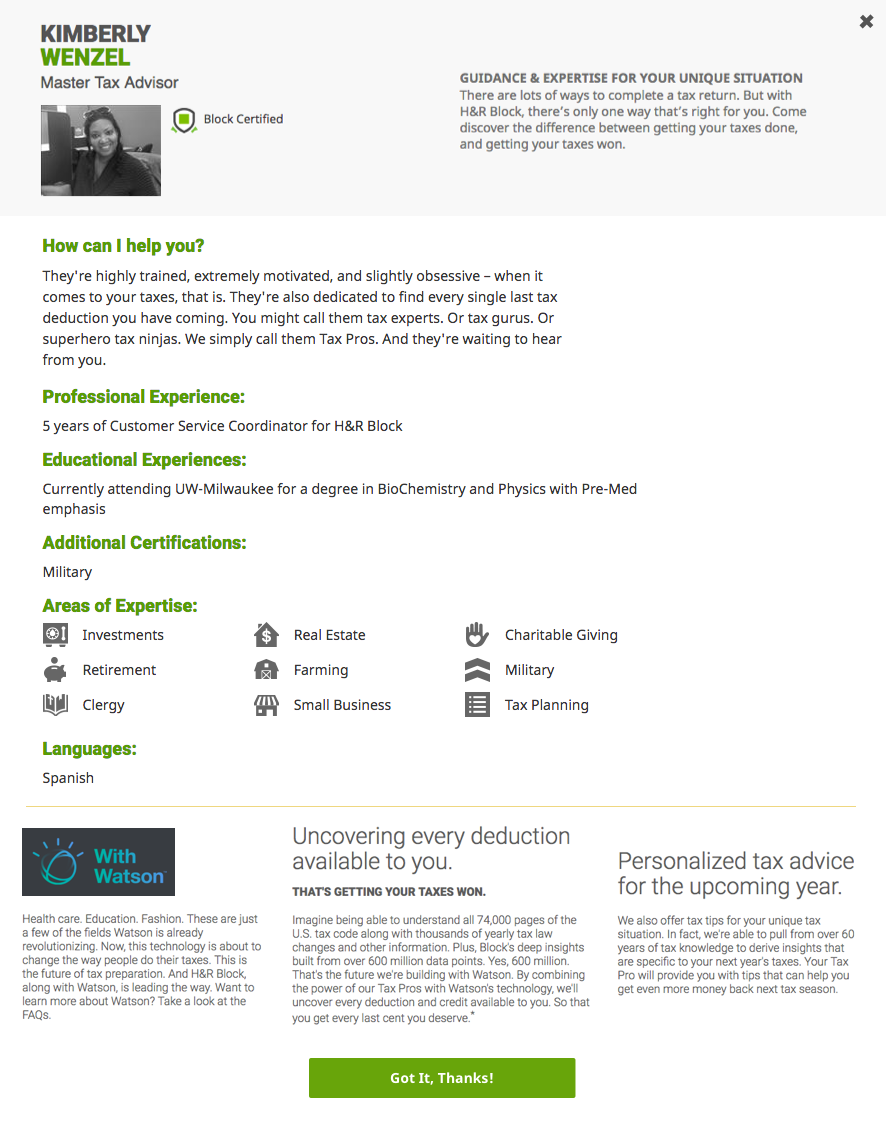 KIMBERLY
WENZEL
Master Tax Advisor
Block Certified
GUIDANCE & EXPERTISE FOR YOUR UNIQUE SITUATION
There are lots of ways to complete a tax return. But with
H&R Block, there's only one way that's right for you. Come
discover the difference between getting your taxes done,
and getting your taxes won.
How can I help you?
They're highly trained, extremely motivated, and slightly obsessive – when it
comes to your taxes, that is. They're also dedicated to find every single last tax
deduction you have coming. You might call them tax experts. Or tax gurus. Or
superhero tax ninjas. We simply call them Tax Pros. And they're waiting to hear
from you.
Professional Experience:
5 years of Customer Service Coordinator for H&R Block
Educational Experiences:
Currently attending UW-Milwaukee for a degree in BioChemistry and Physics with Pre-Med
emphasis
Additional Certifications:
Military
Areas of Expertise:
Investments
Real Estate
Charitable Giving
Retirement
Farming
Military
Clergy
Small Business
Tax Planning
Languages:
Spanish
With
Watson
Health care. Education. Fashion. These are just
a few of the fields Watson is already
revolutionizing. Now, this technology is about to
change the way people do their taxes. This is
the future of tax preparation. And H&R Block,
along with Watson, is leading the way. Want to
learn more about Watson? Take a look at the
FAQs.
Uncovering every deduction
available to you.
THAT'S GETTING YOUR TAXES WON.
Imagine being able to understand all 74,000 pages of the
U.S. tax code along with thousands of yearly tax law
changes and other information. Plus, Block's deep insights
built from over 600 million data points. Yes, 600 million.
That's the future we're building with Watson. By combining
the power of our Tax Pros with Watson's technology, we'll
uncover every deduction and credit available to you. So that
you get every last cent you deserve.*
Personalized tax advice
for the upcoming year.
We also offer tax tips for your unique tax
situation. In fact, we're able to pull from over 60
years of tax knowledge to derive insights that
are specific to your next year's taxes. Your Tax
Pro will provide you with tips that can help you
get even more money back next tax season.
Got It, Thanks!